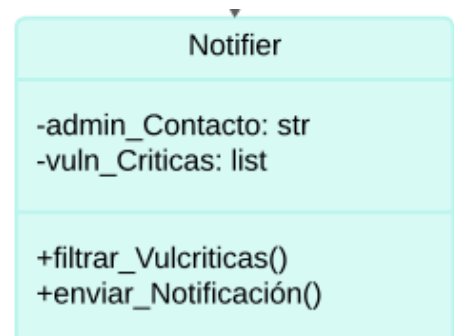 Notifier
-admin_Contacto: str
-vuln_Criticas: list
+filtrar_Vulcriticas()
+enviar_Notificación()